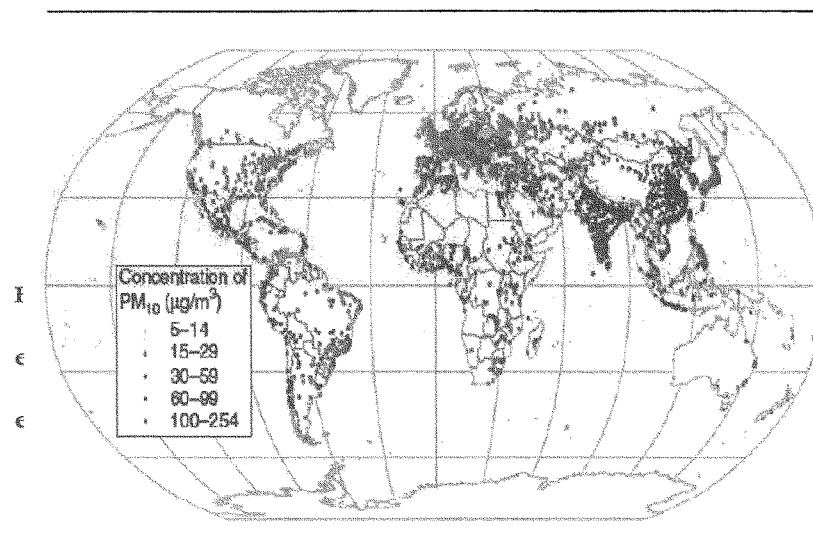 Concentration of
PM₁₀ (µg/m³)
5–14
15–29
30–59
60–99
100–254